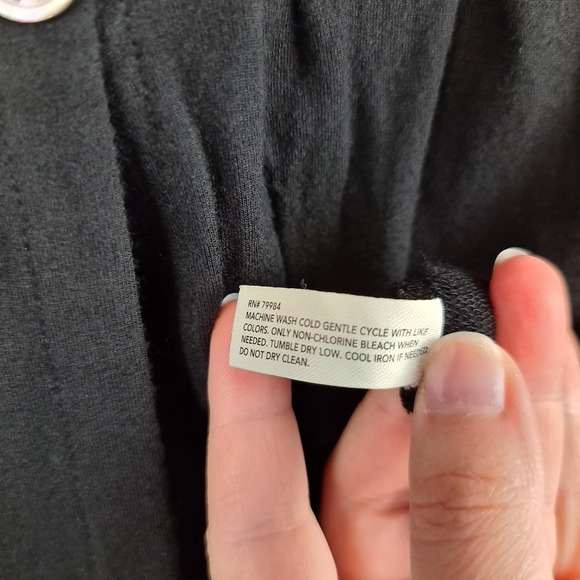 RN# 79984
MACHINE WASH COLD GENTLE CYCLE WITH LIKE
COLORS. ONLY NON-CHLORINE BLEACH WHEN
NEEDED. TUMBLE DRY LOW. COOL IRON IF NEEDED.
DO NOT DRY CLEAN.